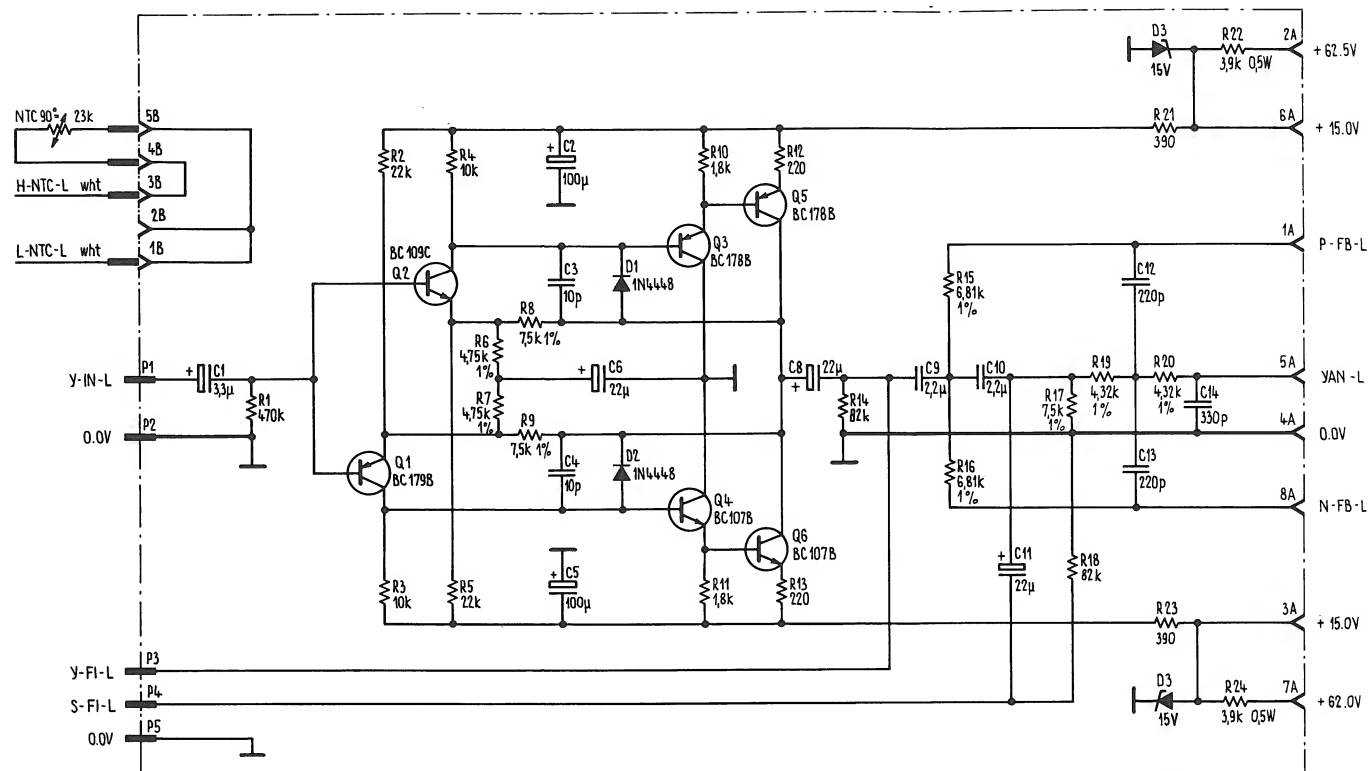 D3
15V
R22
3,9k 0,5W
2A
+ 62.5V
NTC 90°= 23k
5B
4B
H-NTC-L wht
3B
2B
L-NTC-L wht
1B
R21
390
6A
+ 15.0V
R2
22k
R4
10k
+ C2
100µ
R10
1,8k
R12
220
Q5
BC178B
BC109C
Q2
Q3
BC178B
1A
P-FB-L
C3
10p
D1
1N4448
R15
6,81k
1%
C12
220p
R8
7,5k 1%
R6
4,75k
1%
Y-IN-L
P1
+ C1
3,3µ
+ C6
22µ
C8 22µ
+
C9
2,2µ
C10
2,2µ
R19
4,32k
1%
R20
4,32k
1%
5A
YAN-L
R1
470k
R7
4,75k
1%
R14
82k
R17
7,5k
1%
C14
330p
0.0V
P2
R9
7,5k 1%
4A
0.0V
Q1
BC179B
C4
10p
D2
1N4448
R16
6,81k
1%
C13
220p
Q4
BC107B
8A
N-FB-L
Q6
BC107B
R3
10k
R5
22k
+ C5
100µ
R11
1,8k
R13
220
+ C11
22µ
R18
82k
R23
390
3A
+ 15.0V
Y-FI-L
P3
S-FI-L
P4
D3
15V
R24
3,9k 0,5W
7A
+ 62.0V
0.0V
P5